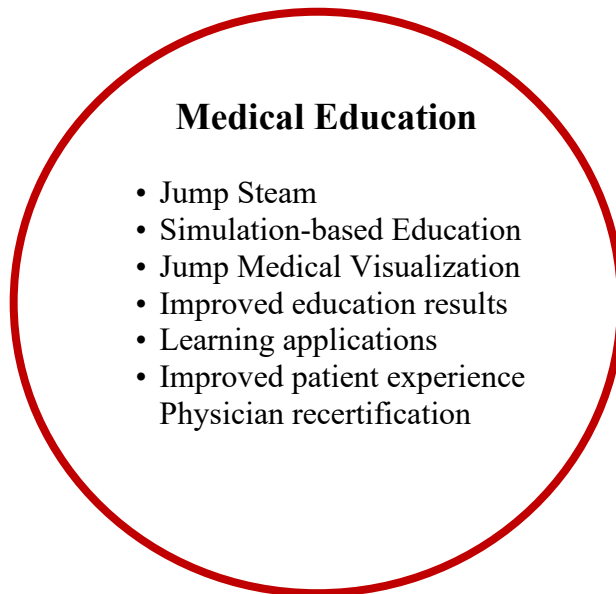 Medical Education
• Jump Steam
• Simulation-based Education
• Jump Medical Visualization
• Improved education results
• Learning applications
• Improved patient experience
Physician recertification